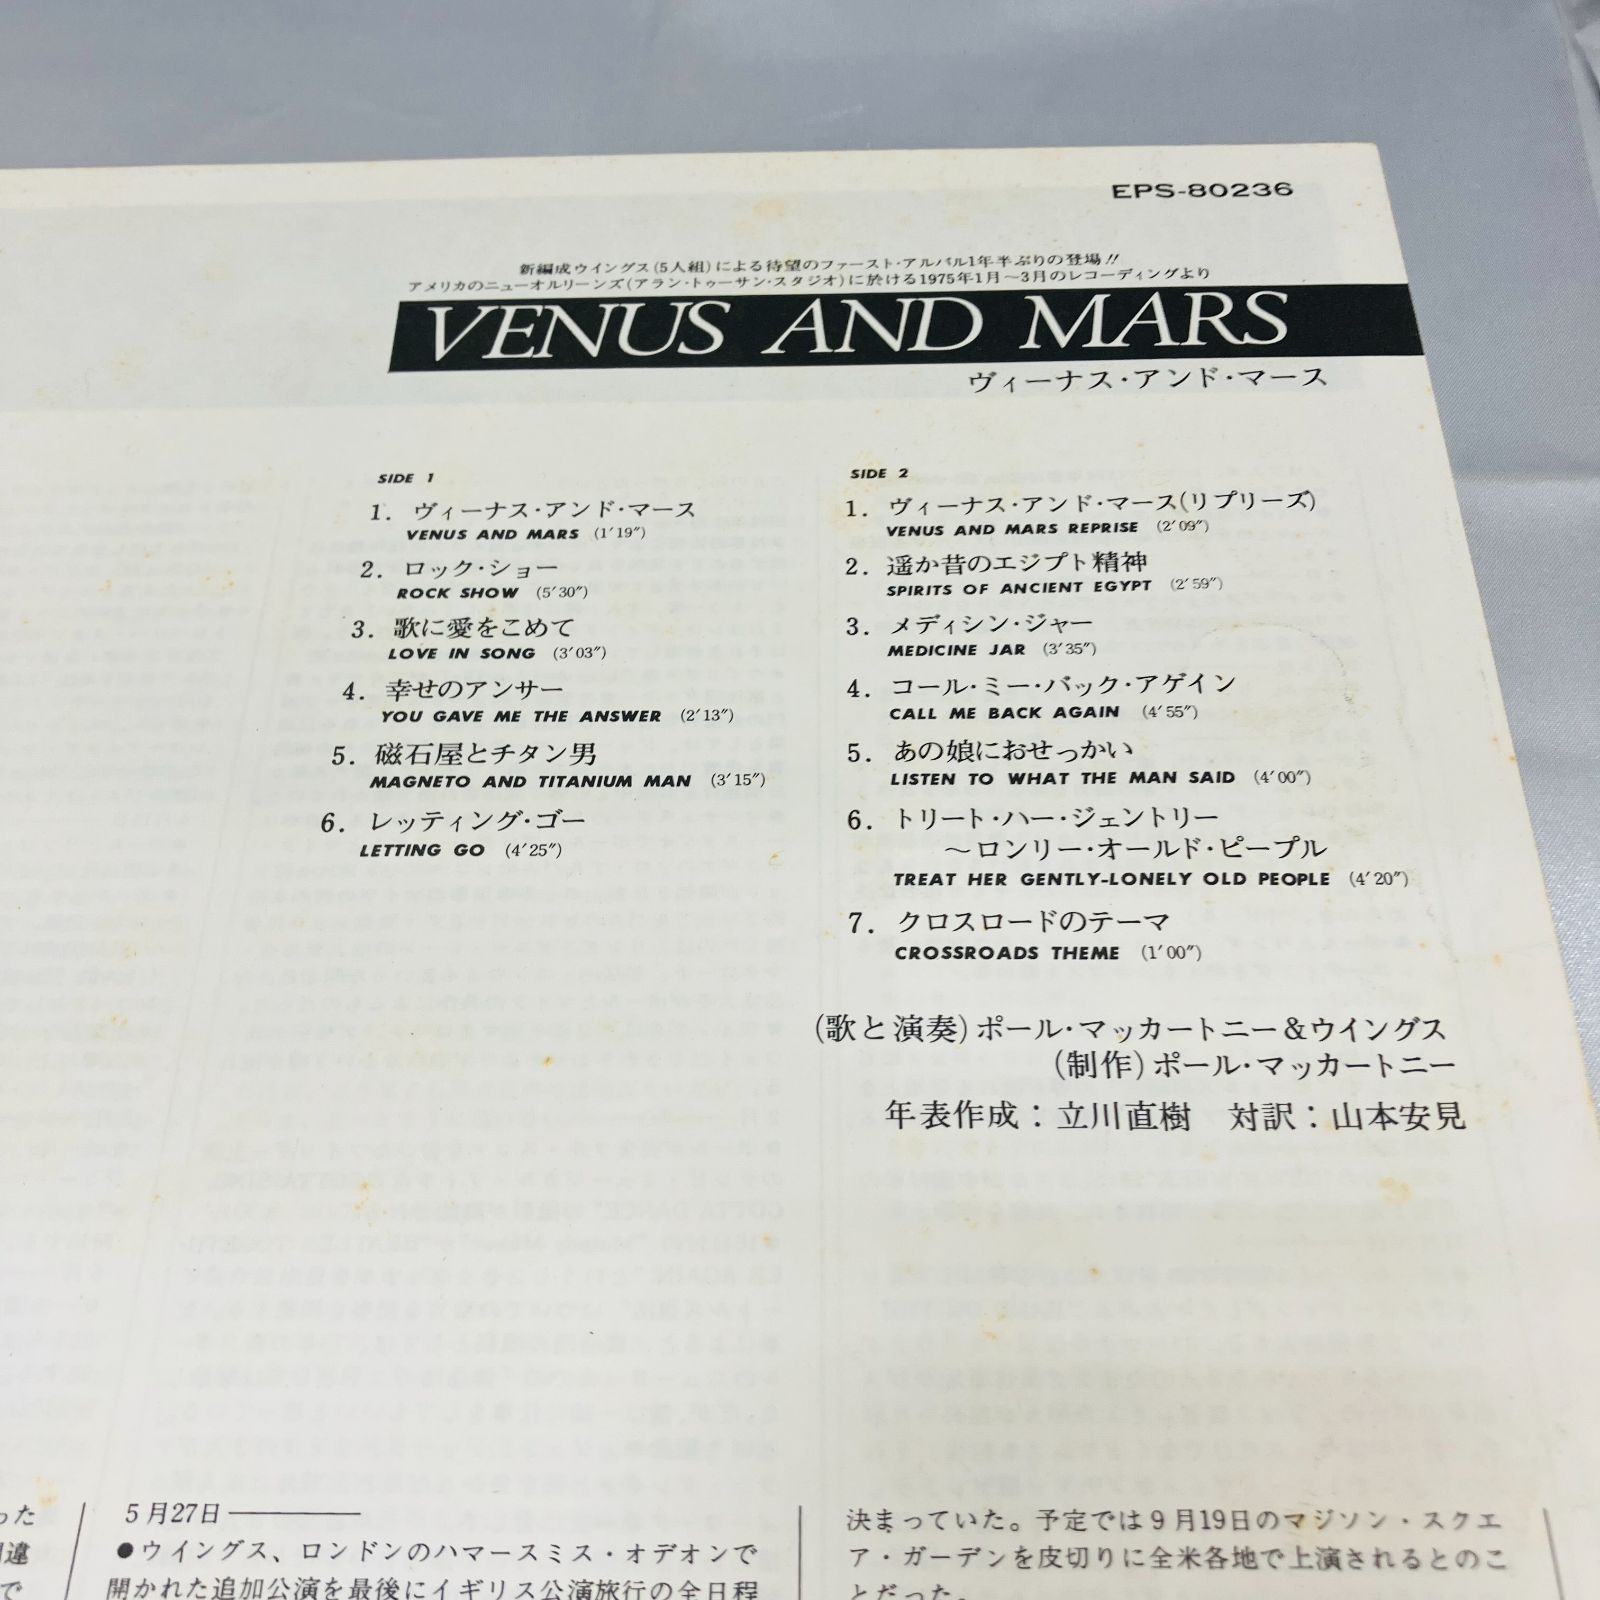 EPS-80236
新編成ウイングス(5人組)による待望のファースト・アルバム1年半ぶりの登場!!
アメリカのニューオルリーンズ(アラン・トゥーサン・スタジオ)に於ける1975年1月〜3月のレコーディングより
VENUS AND MARS
ヴィーナス・アンド・マース
SIDE 1
1. ヴィーナス・アンド・マース
VENUS AND MARS (1′19″)
2. ロック・ショー
ROCK SHOW (5′30″)
3. 歌に愛をこめて
LOVE IN SONG (3′03″)
4. 幸せのアンサー
YOU GAVE ME THE ANSWER (2′13″)
5. 磁石屋とチタン男
MAGNETO AND TITANIUM MAN (3′15″)
6. レッティング・ゴー
LETTING GO (4′25″)
SIDE 2
1. ヴィーナス・アンド・マース(リプリーズ)
VENUS AND MARS REPRISE (2′09″)
2. 遥か昔のエジプト精神
SPIRITS OF ANCIENT EGYPT (2′59″)
3. メディシン・ジャー
MEDICINE JAR (3′35″)
4. コール・ミー・バック・アゲイン
CALL ME BACK AGAIN (4′55″)
5. あの娘におせっかい
LISTEN TO WHAT THE MAN SAID (4′00″)
6. トリート・ハー・ジェントリー
〜ロンリー・オールド・ピープル
TREAT HER GENTLY-LONELY OLD PEOPLE (4′20″)
7. クロスロードのテーマ
CROSSROADS THEME (1′00″)
(歌と演奏)ポール・マッカートニー&ウイングス
(制作)ポール・マッカートニー
年表作成：立川直樹 対訳：山本安見
った
違
で
5月27日――――
●ウイングス、ロンドンのハマースミス・オデオンで
開かれた追加公演を最後にイギリス公演旅行の全日程
決まっていた。予定では9月19日のマジソン・スクエ
ア・ガーデンを皮切りに全米各地で上演されるとのこ
とだった。